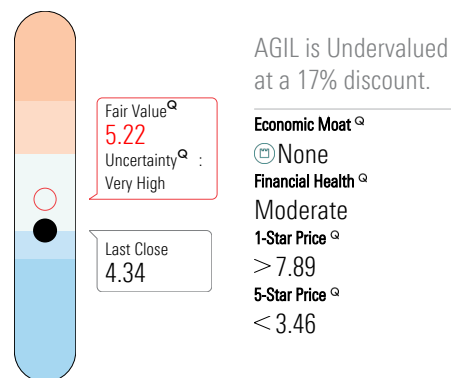 AGIL is Undervalued
at a 17% discount.
Fair Value Q
5.22
Uncertainty Q :
Very High
Last Close
4.34
Economic Moat Q
None
Financial Health Q
Moderate
1-Star Price Q
>7.89
5-Star Price Q
<3.46